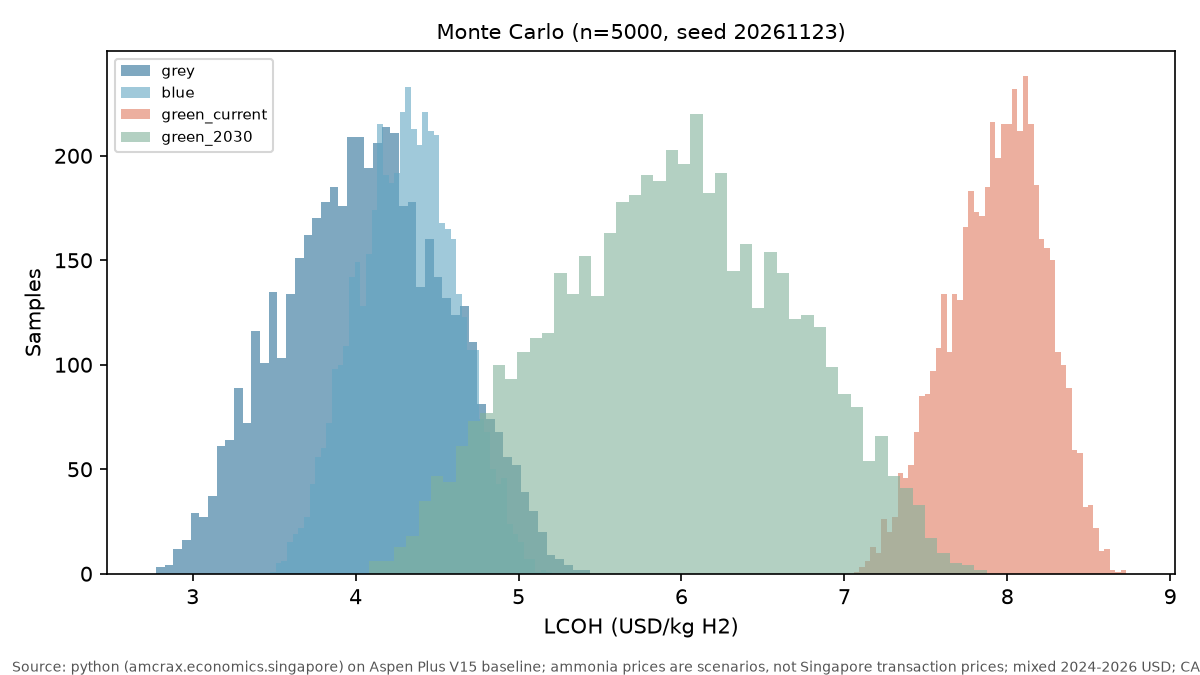 Monte Carlo (n=5000, seed 20261123)
grey
blue
green_current
green_2030
Samples
200
150
100
50
0
3 4 5 6 7 8 9
LCOH (USD/kg H2)
Source: python (amcrax.economics.singapore) on Aspen Plus V15 baseline; ammonia prices are scenarios, not Singapore transaction prices; mixed 2024-2026 USD; CA